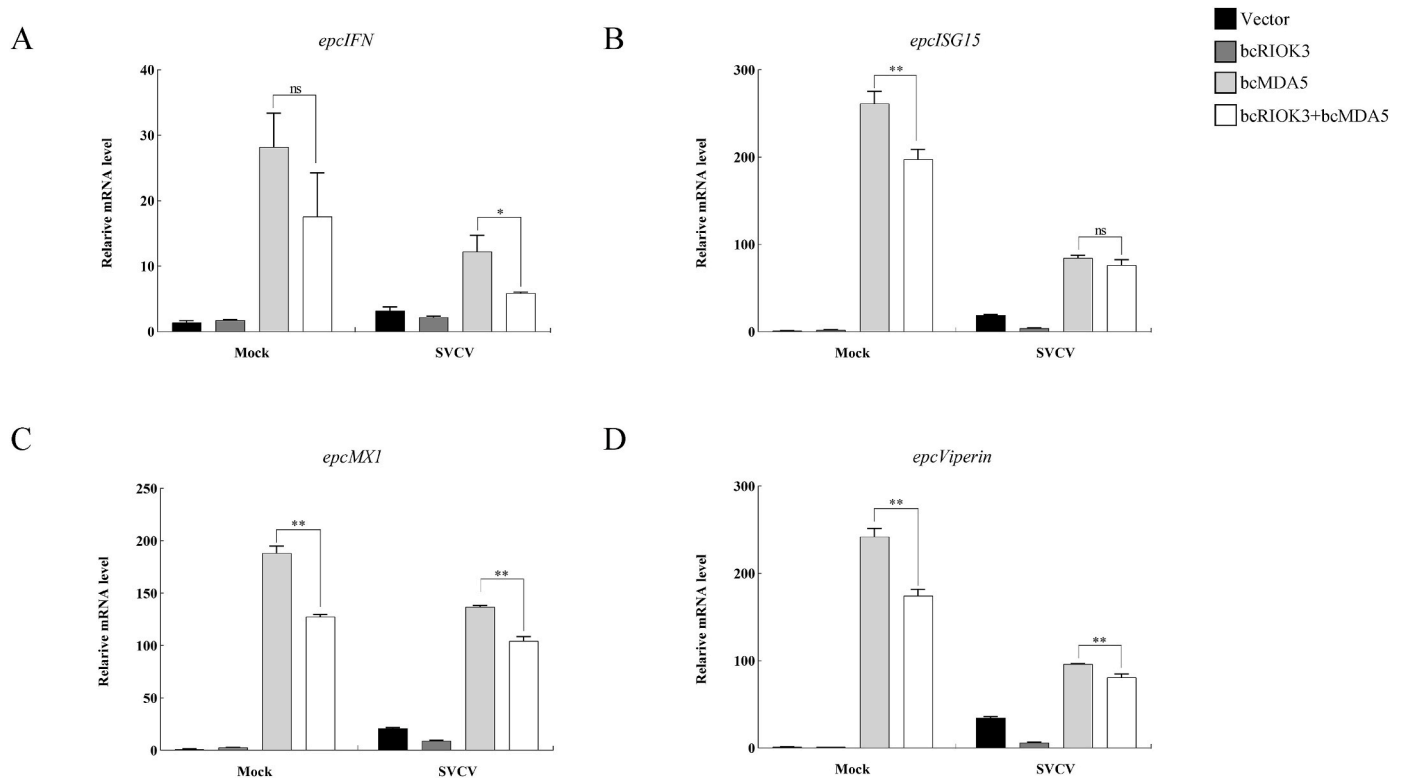 Vector
bcRIOK3
bcMDA5
bcRIOK3+bcMDA5
A
epcIFN
Relarive mRNA level
40
30
20
10
0
ns
*
Mock
SVCV
B
epcISG15
Relarive mRNA level
300
200
100
0
**
ns
Mock
SVCV
C
epcMX1
Relarive mRNA level
250
200
150
100
50
0
**
**
Mock
SVCV
D
epcViperin
Relarive mRNA level
300
200
100
0
**
**
Mock
SVCV